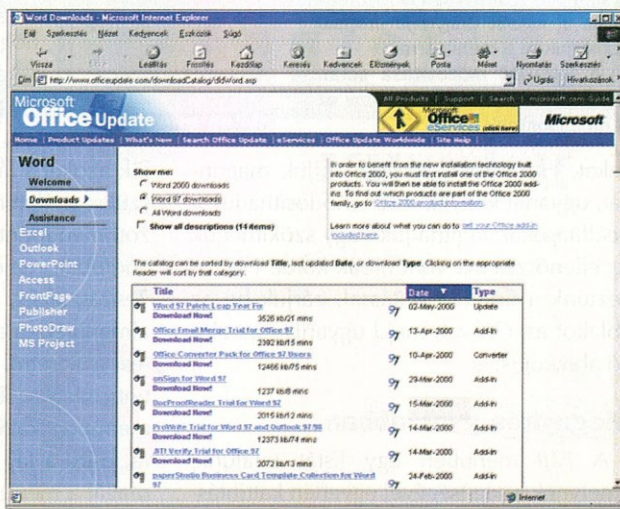 Word Downloads - Microsoft Internet Explorer
Fájl Szerkesztés Nézet Kedvencek Eszközök Súgó
Vissza Leállítás Frissítés Kezdőlap Keresés Kedvencek Előzmények Posta Méret Nyomtatás Szerkesztés
Cím http://www.officeupdate.com/downloadCatalog/dldword.asp Ugrás Hivatkozások
All Products | Support | Search | microsoft.com Guide
Microsoft
Office Update
Microsoft
Office
eServices (click here)
Microsoft
Home | Product Updates | What's New | Search Office Update | eServices | Office Update Worldwide | Site Help |
Word
Welcome
Downloads
Assistance
Excel
Outlook
PowerPoint
Access
FrontPage
Publisher
PhotoDraw
MS Project
Show me:
Word 2000 downloads
Word 97 downloads
All Word downloads
Show all descriptions (14 items)
In order to benefit from the new installation technology built
into Office 2000, you must first install one of the Office 2000
products. You will then be able to install the Office 2000 add-
ins. To find out which products are part of the Office 2000
family, go to Office 2000 product information.
Learn more about what you can do to get your Office add-in
included here.
The catalog can be sorted by download Title, last updated Date, or download Type. Clicking on the appropriate
header will sort by that category.
Title Date Type
Word 97 Patch: Leap Year Fix 97 02-May-2000 Update
Download Now! 3526 kb/21 mins
Office Email Merge Trial for Office 97 97 13-Apr-2000 Add-In
Download Now! 2392 kb/15 mins
Office Converter Pack for Office 97 Users 97 10-Apr-2000 Converter
Download Now! 12466 kb/75 mins
onSign for Word 97 97 29-Mar-2000 Add-In
Download Now! 1237 kb/8 mins
DocProofReader Trial for Word 97 97 15-Mar-2000 Add-In
Download Now! 2015 kb/12 mins
ProWrite Trial for Word 97 and Outlook 97/98 97 14-Mar-2000 Add-In
Download Now! 12373 kb/74 mins
JETI Verify Trial for Office 97 97 14-Mar-2000 Add-In
Download Now! 2072 kb/13 mins
paperStudio Business Card Template Collection for Word 97 24-Feb-2000 Add-In
97
Internet